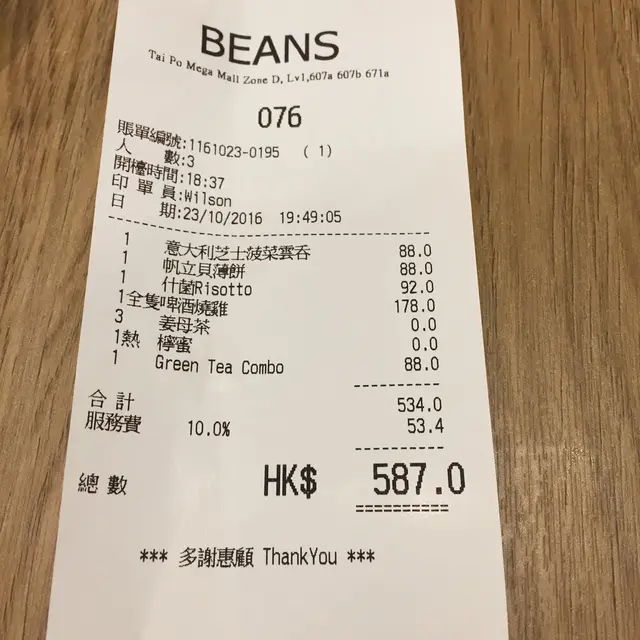 BEANS
Tai Po Mega Mall Zone D, Lv1,607a 607b 671a
076
賬單編號:1161023-0195 ( 1)
人 數:3
開檯時間:18:37
印 單 員:Wilson
日 期:23/10/2016 19:49:05
1 意大利芝士菠菜雲呑 88.0
1 帆立貝薄餅 88.0
1 什菌Risotto 92.0
1全隻啤酒燒雞 178.0
3 姜母茶 0.0
1熱 檸蜜 0.0
1 Green Tea Combo 88.0
合 計 534.0
服務費 10.0% 53.4
總 數 HK$ 587.0
*** 多謝惠顧 ThankYou ***